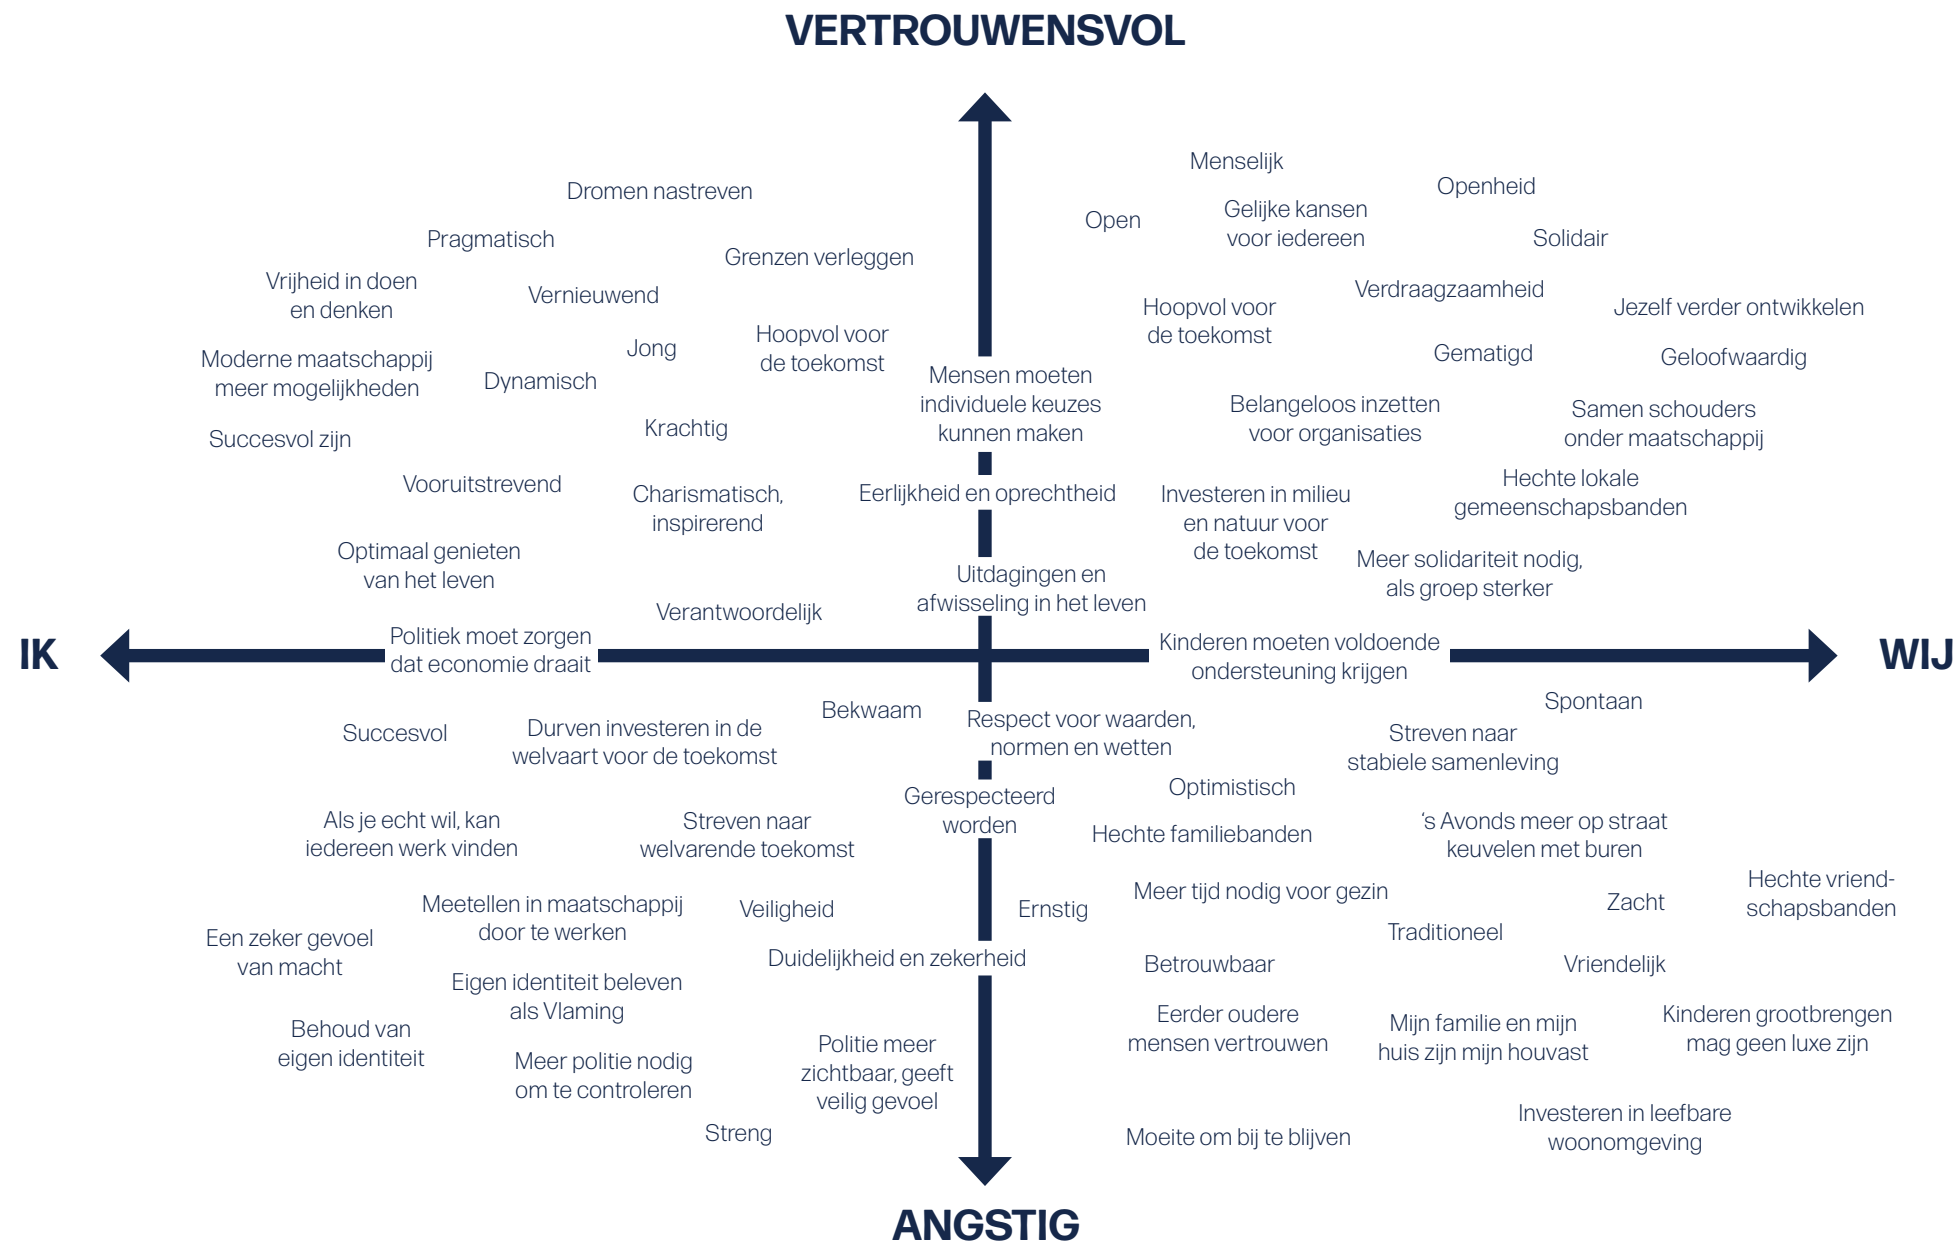 VERTROUWENSVOL
Menselijk
Openheid
Dromen nastreven
Open
Gelijke kansen
voor iedereen
Solidair
Pragmatisch
Grenzen verleggen
Vrijheid in doen
en denken
Vernieuwend
Verdraagzaamheid
Hoopvol voor
de toekomst
Jezelf verder ontwikkelen
Hoopvol voor
de toekomst
Jong
Gematigd
Geloofwaardig
Moderne maatschappij
meer mogelijkheden
Dynamisch
Mensen moeten
individuele keuzes
kunnen maken
Belangeloos inzetten
voor organisaties
Samen schouders
onder maatschappij
Krachtig
Succesvol zijn
Vooruitstrevend
Charismatisch,
inspirerend
Eerlijkheid en oprechtheid
Investeren in milieu
en natuur voor
de toekomst
Hechte lokale
gemeenschapsbanden
Optimaal genieten
van het leven
Meer solidariteit nodig,
als groep sterker
Uitdagingen en
afwisseling in het leven
Verantwoordelijk
IK
Politiek moet zorgen
dat economie draait
Kinderen moeten voldoende
ondersteuning krijgen
WIJ
Spontaan
Bekwaam
Respect voor waarden,
normen en wetten
Succesvol
Durven investeren in de
welvaart voor de toekomst
Streven naar
stabiele samenleving
Optimistisch
Gerespecteerd
worden
Als je echt wil, kan
iedereen werk vinden
Streven naar
welvarende toekomst
Hechte familiebanden
‘s Avonds meer op straat
keuvelen met buren
Hechte vriend-
schapsbanden
Meer tijd nodig voor gezin
Zacht
Meetellen in maatschappij
door te werken
Veiligheid
Ernstig
Traditioneel
Een zeker gevoel
van macht
Duidelijkheid en zekerheid
Betrouwbaar
Vriendelijk
Eigen identiteit beleven
als Vlaming
Eerder oudere
mensen vertrouwen
Mijn familie en mijn
huis zijn mijn houvast
Kinderen grootbrengen
mag geen luxe zijn
Behoud van
eigen identiteit
Meer politie nodig
om te controleren
Politie meer
zichtbaar, geeft
veilig gevoel
Streng
Moeite om bij te blijven
Investeren in leefbare
woonomgeving
ANGSTIG